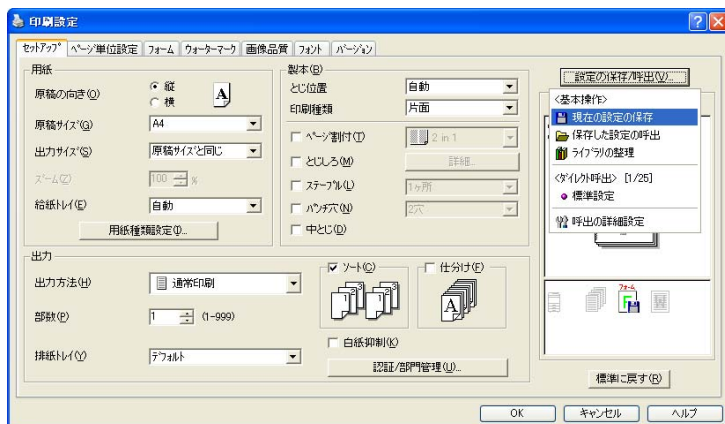 印刷設定
セットアップ ページ単位設定 フォーム ウォーターマーク 画像品質 フォント バージョン
用紙
原稿の向き(O)
縦
横
A
原稿サイズ(G) A4
出力サイズ(S) 原稿サイズと同じ
ズーム(Z) 100 %
給紙トレイ(E) 自動
用紙種類設定(I)...
製本(B)
とじ位置 自動
印刷種類 片面
ページ割付(T) 2 in 1
とじしろ(M) 詳細...
ステープル(L) 1ヶ所
パンチ穴(N) 2穴
中とじ(D)
出力
出力方法(H) 通常印刷
部数(P) 1 (1-999)
排紙トレイ(Y) デフォルト
ソート(C)
1 2 3 1 2 3
仕分け(F)
A
白紙抑制(K)
認証/部門管理(U)...
設定の保存/呼出(V)...
<基本操作>
現在の設定の保存
保存した設定の呼出
ライブラリの整理
<ダイレクト呼出> [1/25]
標準設定
呼出の詳細設定
フォーム
F
標準に戻す(R)
OK キャンセル ヘルプ